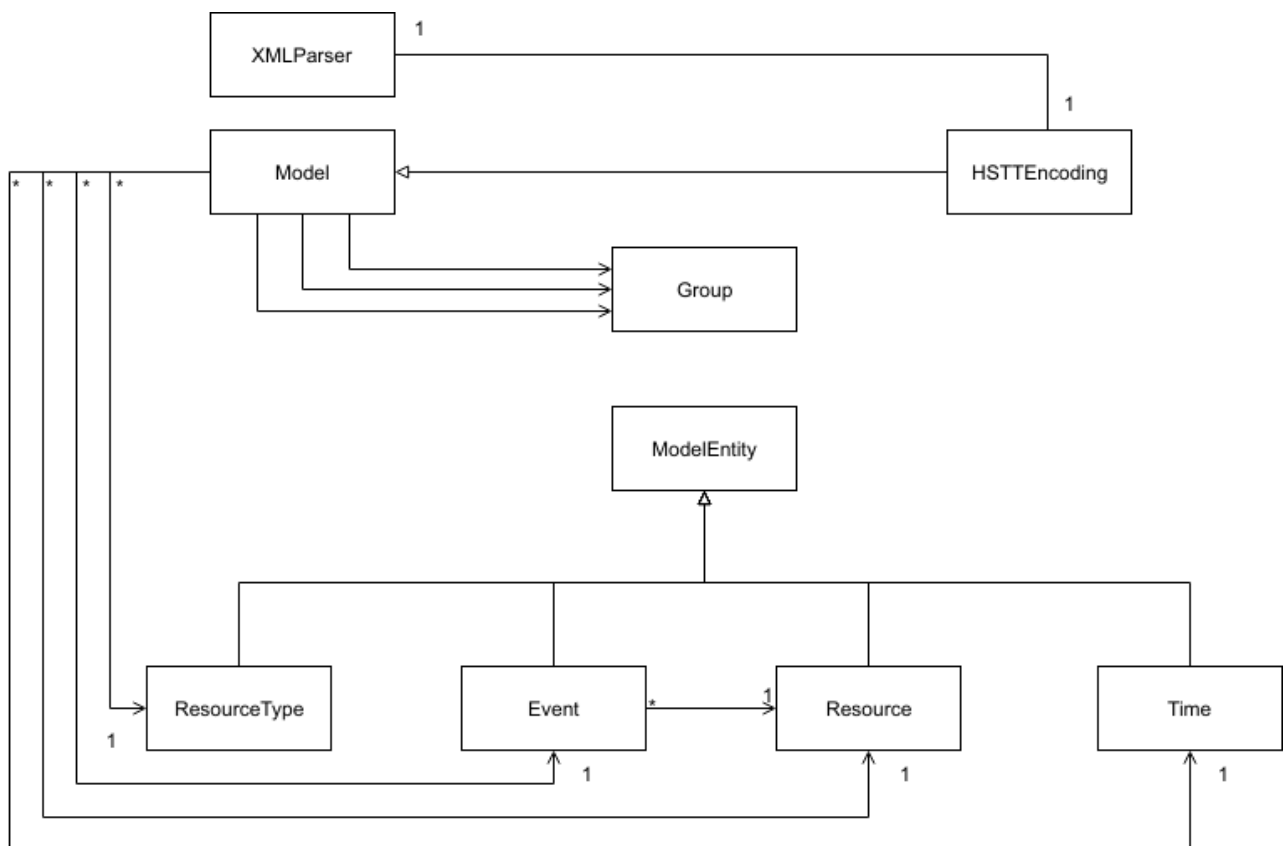 1
XMLParser
1
Model
HSTTEncoding
* * * *
Group
ModelEntity
ResourceType
Event
* 1
Resource
Time
1
1
1
1